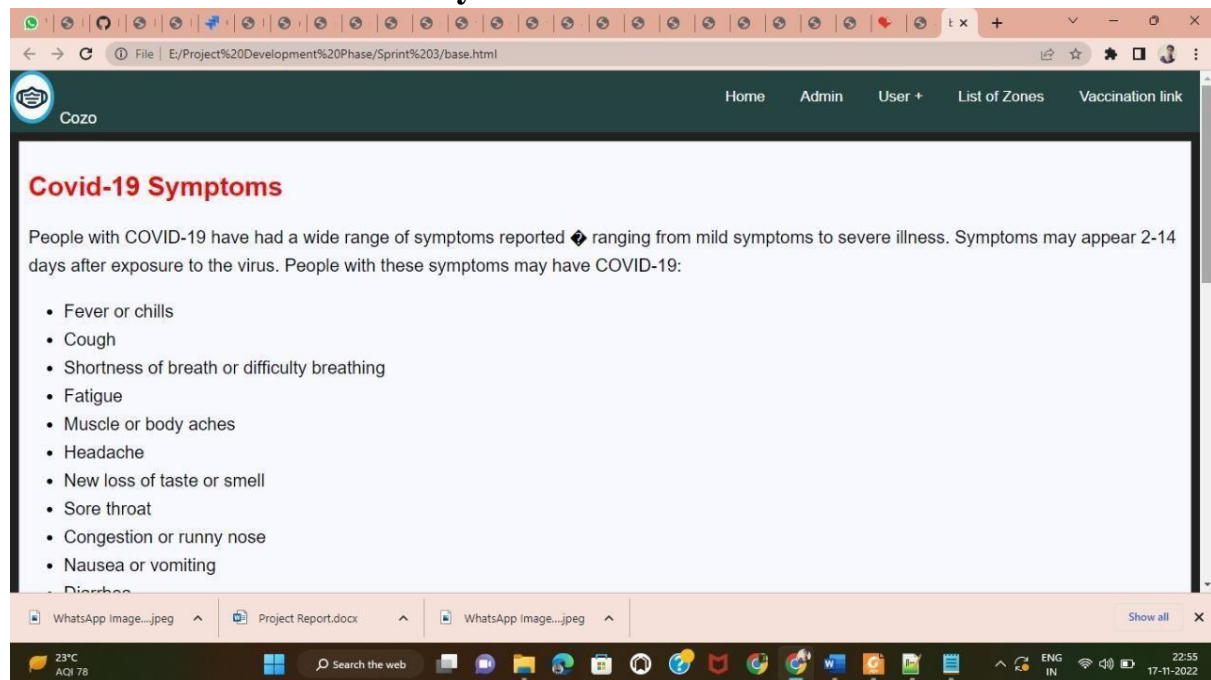 File E:/Project%20Development%20Phase/Sprint%203/base.html
Home Admin User + List of Zones Vaccination link
Cozo
Covid-19 Symptoms
People with COVID-19 have had a wide range of symptoms reported � ranging from mild symptoms to severe illness. Symptoms may appear 2-14
days after exposure to the virus. People with these symptoms may have COVID-19:
• Fever or chills
• Cough
• Shortness of breath or difficulty breathing
• Fatigue
• Muscle or body aches
• Headache
• New loss of taste or smell
• Sore throat
• Congestion or runny nose
• Nausea or vomiting
• Diarrhea
WhatsApp Image....jpeg Project Report.docx WhatsApp Image....jpeg Show all
23°C
AQI 78
Search the web
ENG
IN
22:55
17-11-2022